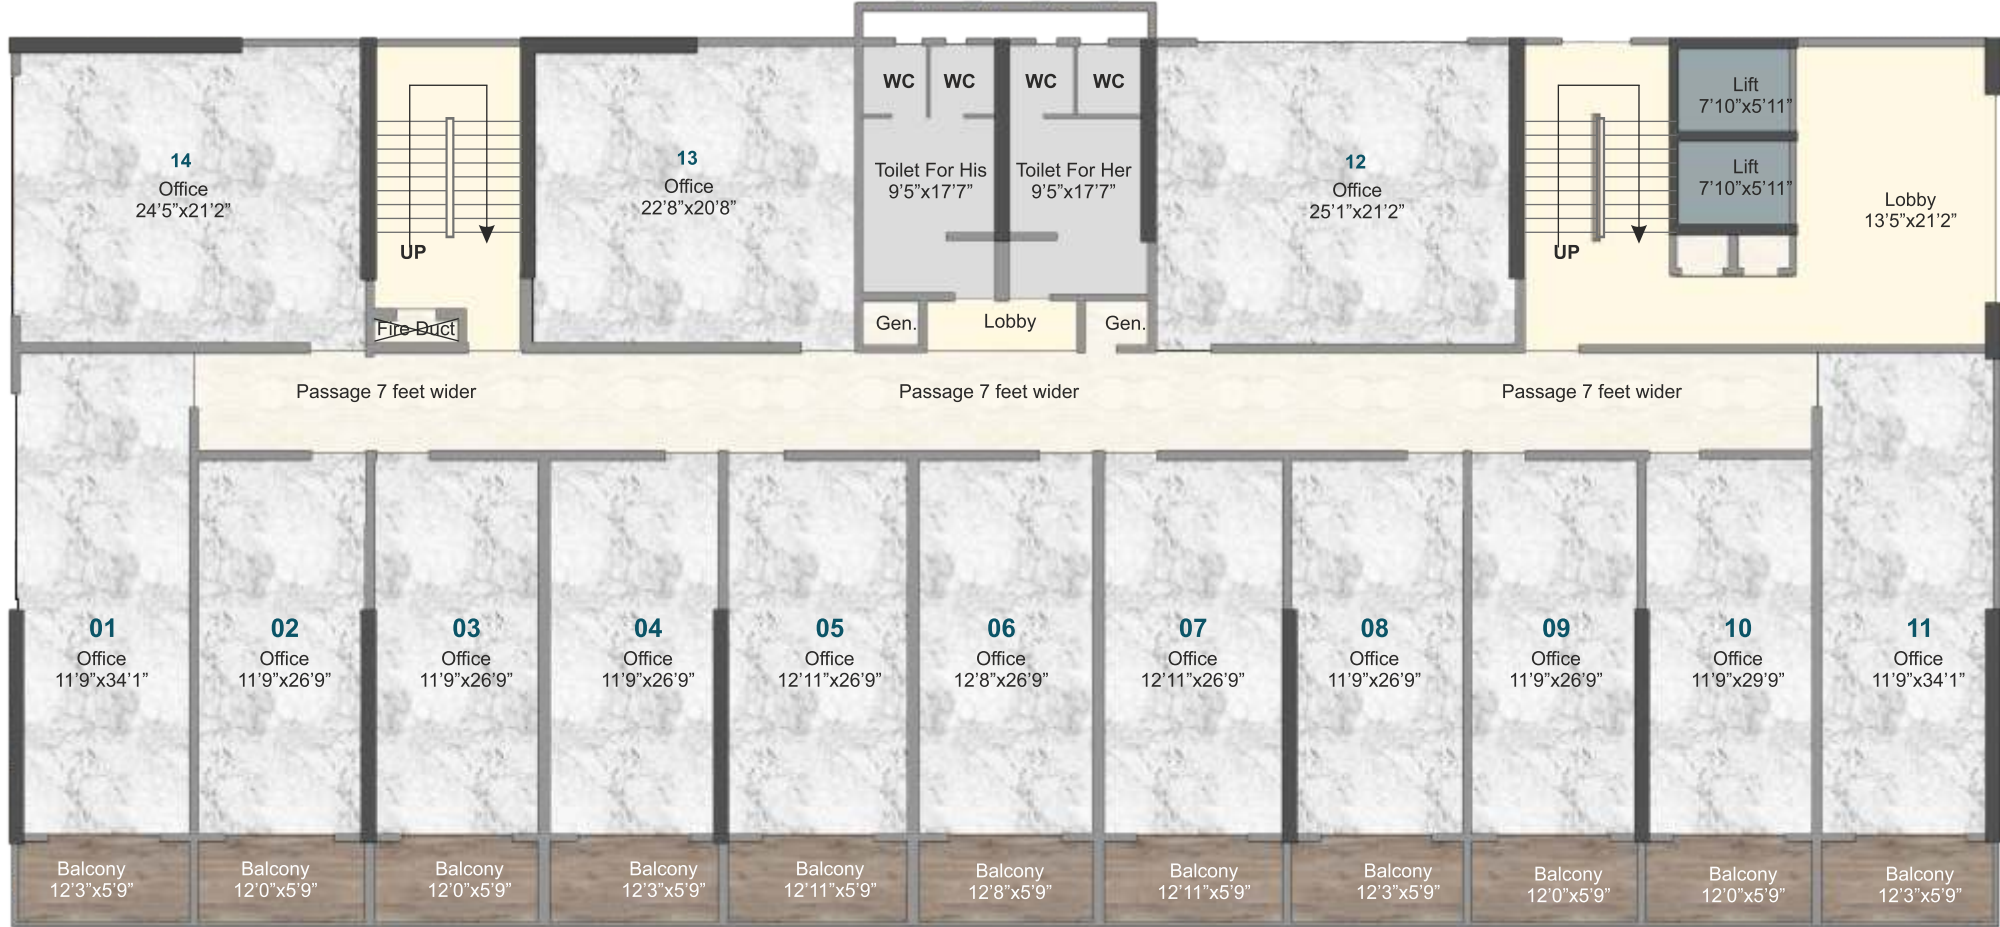 14
Office
24’5”x21’2”
UP
Fire Duct
13
Office
22’8”x20’8”
WC
WC
WC
WC
Toilet For His
9’5”x17’7”
Toilet For Her
9’5”x17’7”
Gen.
Lobby
Gen.
12
Office
25’1”x21’2”
UP
Lift
7’10”x5’11”
Lift
7’10”x5’11”
Lobby
13’5”x21’2”
Passage 7 feet wider
Passage 7 feet wider
Passage 7 feet wider
01
Office
11’9”x34’1”
02
Office
11’9”x26’9”
03
Office
11’9”x26’9”
04
Office
11’9”x26’9”
05
Office
12’11”x26’9”
06
Office
12’8”x26’9”
07
Office
12’11”x26’9”
08
Office
11’9”x26’9”
09
Office
11’9”x26’9”
10
Office
11’9”x29’9”
11
Office
11’9”x34’1”
Balcony
12’3”x5’9”
Balcony
12’0”x5’9”
Balcony
12’0”x5’9”
Balcony
12’3”x5’9”
Balcony
12’11”x5’9”
Balcony
12’8”x5’9”
Balcony
12’11”x5’9”
Balcony
12’3”x5’9”
Balcony
12’0”x5’9”
Balcony
12’0”x5’9”
Balcony
12’3”x5’9”